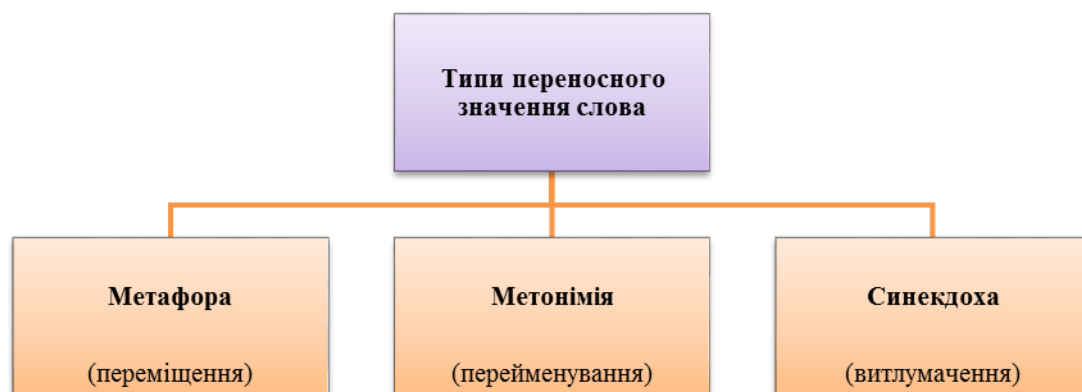 Типи переносного
значення слова
Метафора
(переміщення)
Метонімія
(перейменування)
Синекдоха
(витлумачення)